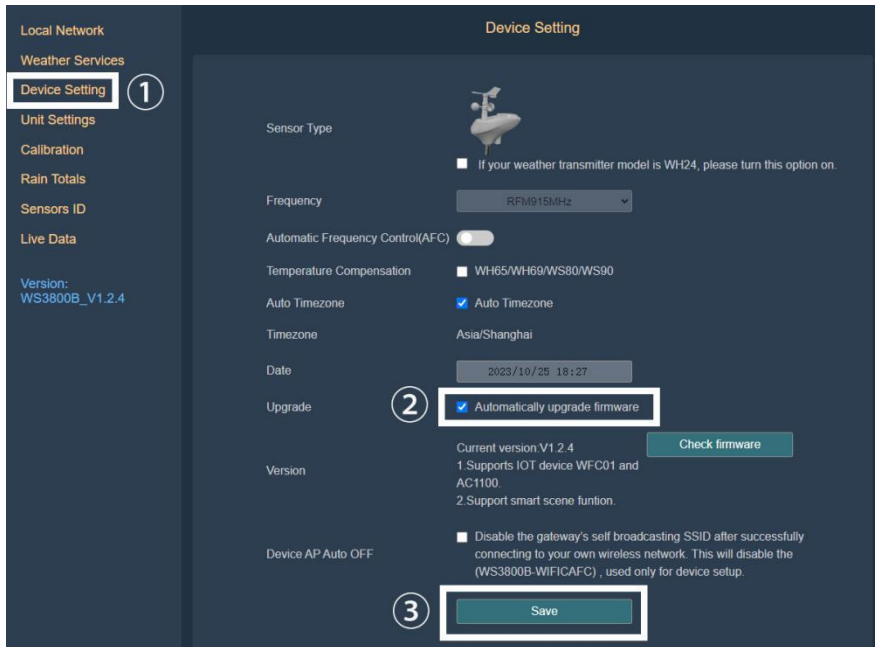 Local Network
Weather Services
Device Setting
①
Unit Settings
Calibration
Rain Totals
Sensors ID
Live Data
Version:
WS3800B_V1.2.4
Device Setting
Sensor Type
If your weather transmitter model is WH24, please turn this option on.
Frequency
RFM915MHz
Automatic Frequency Control(AFC)
Temperature Compensation
WH65/WH69/WS80/WS90
Auto Timezone
Auto Timezone
Timezone
Asia/Shanghai
Date
2023/10/25 18:27
Upgrade
②
Automatically upgrade firmware
Version
Current version:V1.2.4
1.Supports IOT device WFC01 and
AC1100.
2.Support smart scene funtion.
Check firmware
Device AP Auto OFF
Disable the gateway's self broadcasting SSID after successfully
connecting to your own wireless network. This will disable the
(WS3800B-WIFICAFC) , used only for device setup.
③
Save